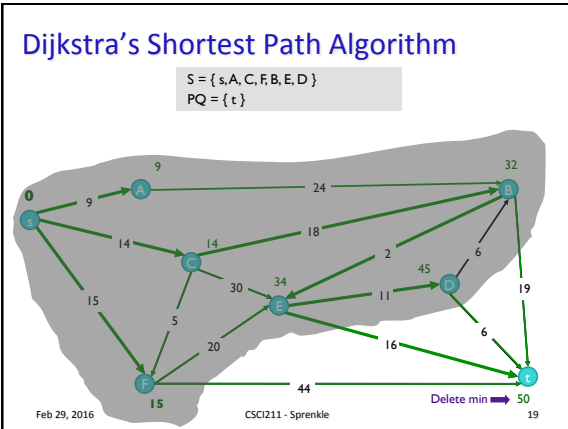 Dijkstra's Shortest Path Algorithm
S = { s, A, C, F, B, E, D }
PQ = { t }
9
32
0
A
24
B
9
s
18
14
14
C
2
45
6
34
D
15
30
11
19
E
5
6
20
16
F
44
t
15
Delete min 50
Feb 29, 2016
CSCI211 - Sprenkle
19